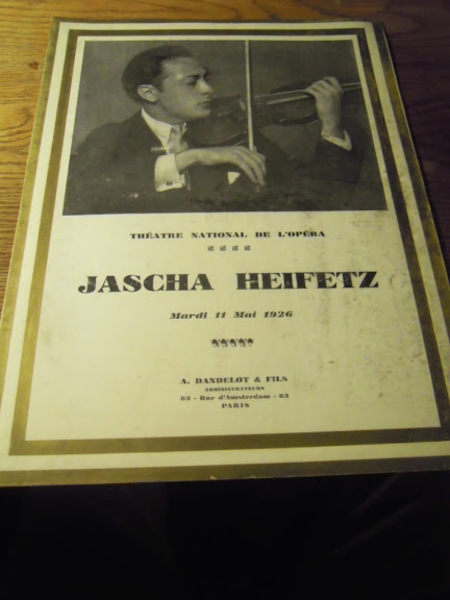 THÉATRE NATIONAL DE L'OPÉRA
JASCHA HEIFETZ
Mardi 11 Mai 1926
A. DANDELOT & FILS
ADMINISTRATEURS
83 - Rue d'Amsterdam - 83
PARIS